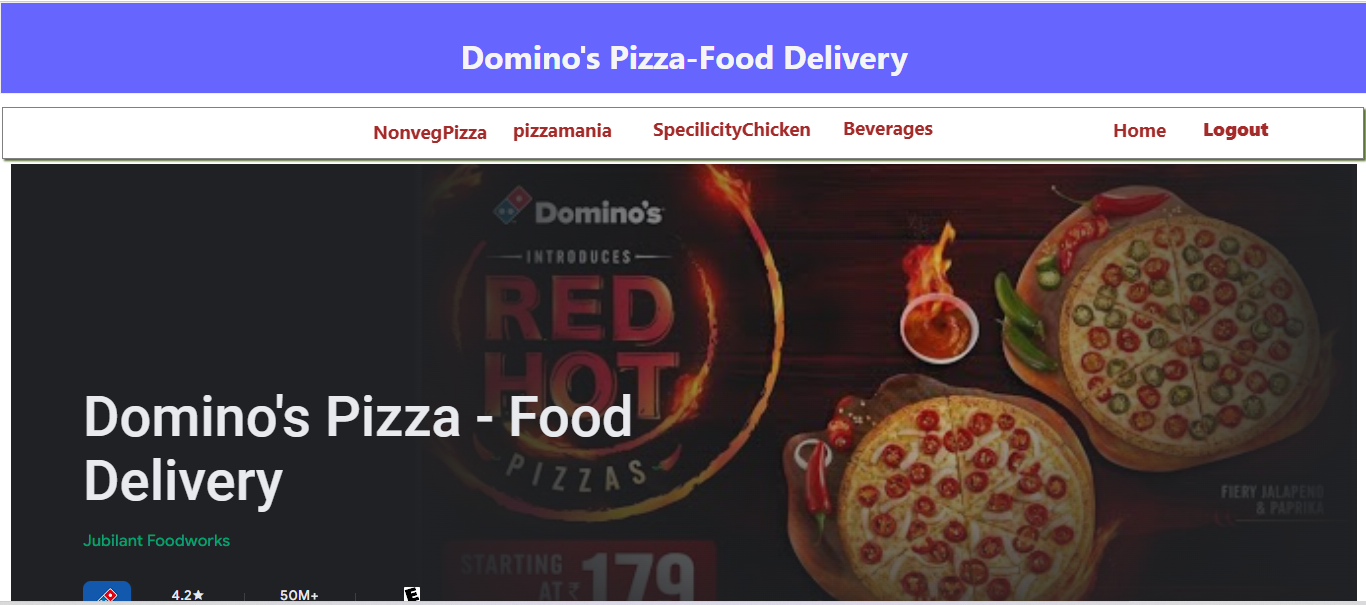 Domino's Pizza-Food Delivery
NonvegPizza pizzamania SpecilicityChicken Beverages Home Logout
Domino's
INTRODUCES
RED
HOT
PIZZAS
Domino's Pizza - Food
Delivery
Jubilant Foodworks
FIERY JALAPENO
& PAPRIKA
STARTING
AT ₹ 179
4.2★ 50M+ E